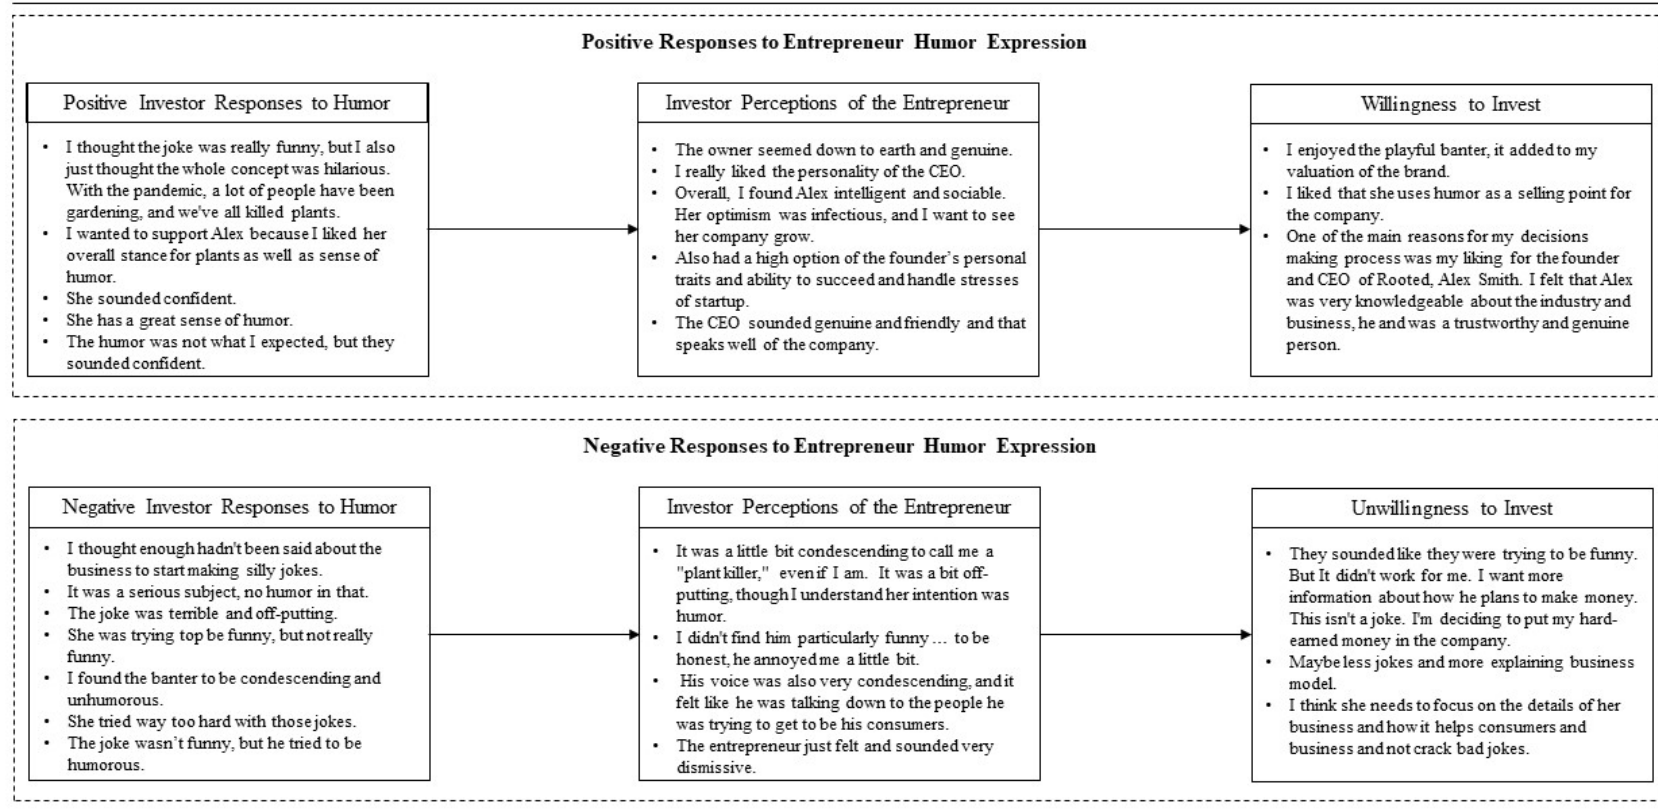 Positive Responses to Entrepreneur Humor Expression
Positive Investor Responses to Humor
• I thought the joke was really funny, but I also
just thought the whole concept was hilarious.
With the pandemic, a lot of people have been
gardening, and we've all killed plants.
• I wanted to support Alex because I liked her
overall stance for plants as well as sense of
humor.
• She sounded confident.
• She has a great sense of humor.
• The humor was not what I expected, but they
sounded confident.
Investor Perceptions of the Entrepreneur
• The owner seemed down to earth and genuine.
• I really liked the personality of the CEO.
• Overall, I found Alex intelligent and sociable.
Her optimism was infectious, and I want to see
her company grow.
• Also had a high option of the founder's personal
traits and ability to succeed and handle stresses
of startup.
• The CEO sounded genuine and friendly and that
speaks well of the company.
Willingness to Invest
• I enjoyed the playful banter, it added to my
valuation of the brand.
• I liked that she uses humor as a selling point for
the company.
• One of the main reasons for my decisions
making process was my liking for the founder
and CEO of Rooted, Alex Smith. I felt that Alex
was very knowledgeable about the industry and
business, he and was a trustworthy and genuine
person.
Negative Responses to Entrepreneur Humor Expression
Negative Investor Responses to Humor
• I thought enough hadn't been said about the
business to start making silly jokes.
• It was a serious subject, no humor in that.
• The joke was terrible and off-putting.
• She was trying top be funny, but not really
funny.
• I found the banter to be condescending and
unhumorous.
• She tried way too hard with those jokes.
• The joke wasn't funny, but he tried to be
humorous.
Investor Perceptions of the Entrepreneur
• It was a little bit condescending to call me a
"plant killer," even if I am. It was a bit off-
putting, though I understand her intention was
humor.
• I didn't find him particularly funny… to be
honest, he annoyed me a little bit.
• His voice was also very condescending, and it
felt like he was talking down to the people he
was trying to get to be his consumers.
• The entrepreneur just felt and sounded very
dismissive.
Unwillingness to Invest
• They sounded like they were trying to be funny.
But It didn't work for me. I want more
information about how he plans to make money.
This isn't a joke. I'm deciding to put my hard-
earned money in the company.
• Maybe less jokes and more explaining business
model.
• I think she needs to focus on the details of her
business and how it helps consumers and
business and not crack bad jokes.